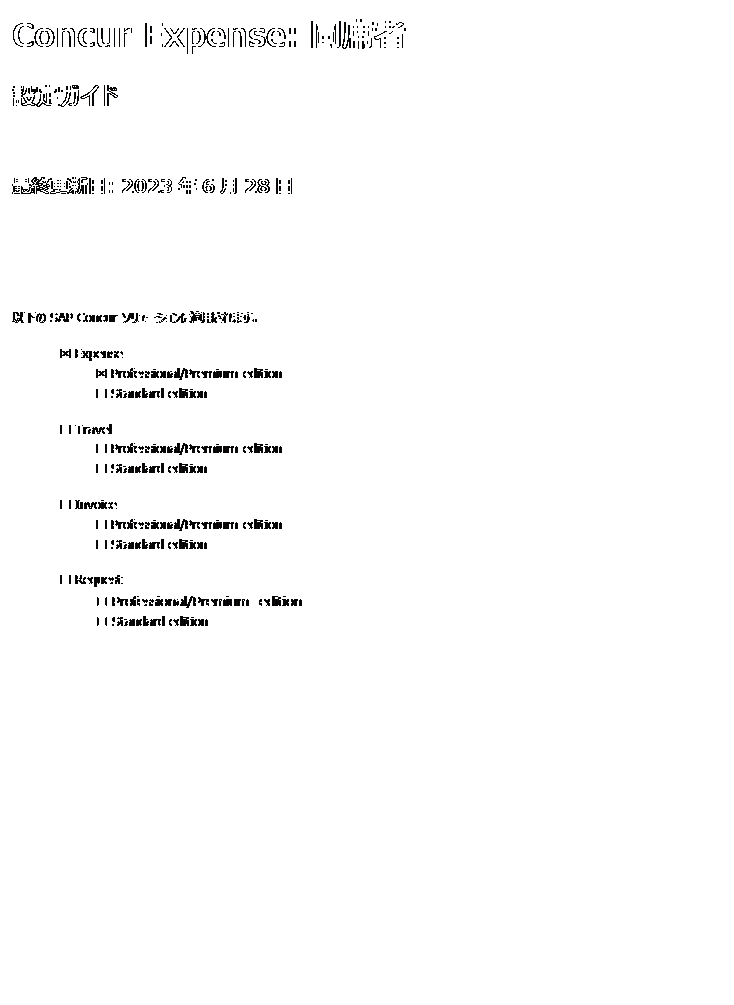 Concur Expense: 同席者
設定ガイド
最終更新日: 2023 年 6 月 28 日
以下の SAP Concur ソリューションに適用されます。
☒ Expense
☒ Professional/Premium edition
☐ Standard edition
☐ Travel
☐ Professional/Premium edition
☐ Standard edition
☐ Invoice
☐ Professional/Premium edition
☐ Standard edition
☐ Request
☐ Professional/Premium edition
☐ Standard edition